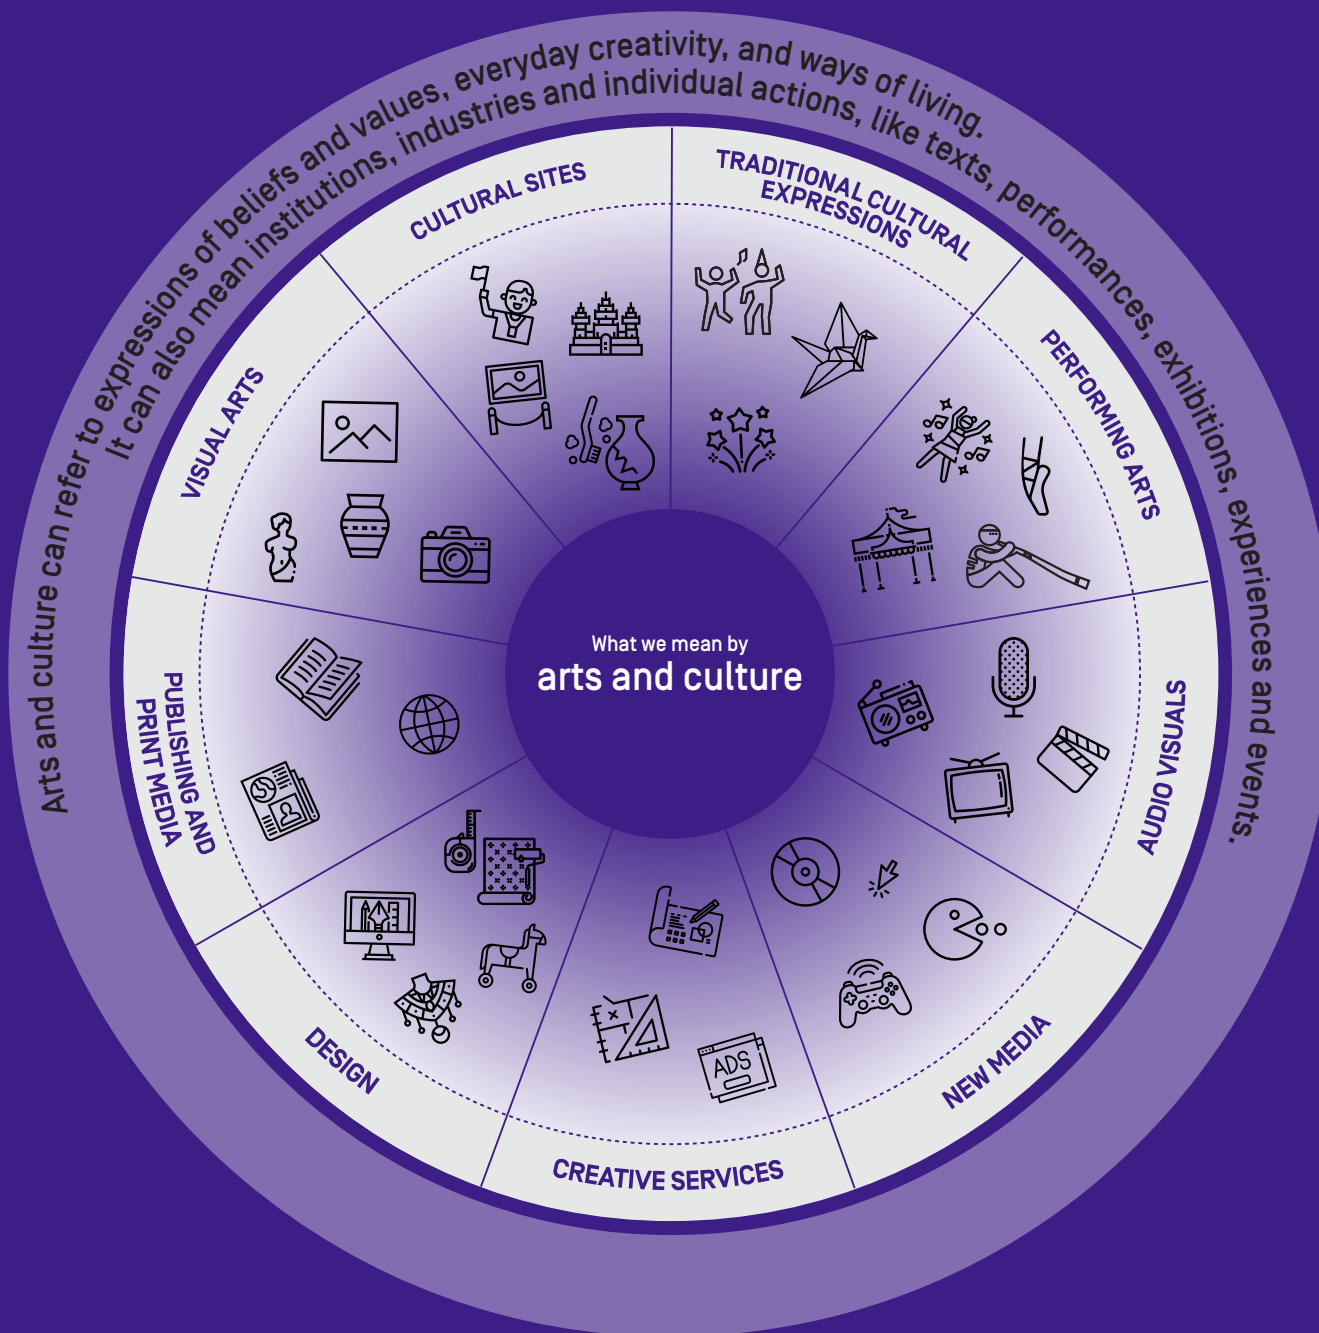 Arts and culture can refer to expressions of beliefs and values, everyday creativity, and ways of living.
It can also mean institutions, industries and individual actions, like texts, performances, exhibitions, experiences and events.
CULTURAL SITES
TRADITIONAL CULTURAL
EXPRESSIONS
PERFORMING ARTS
AUDIO VISUALS
NEW MEDIA
CREATIVE SERVICES
DESIGN
PUBLISHING AND
PRINT MEDIA
VISUAL ARTS
What we mean by
arts and culture
ADS